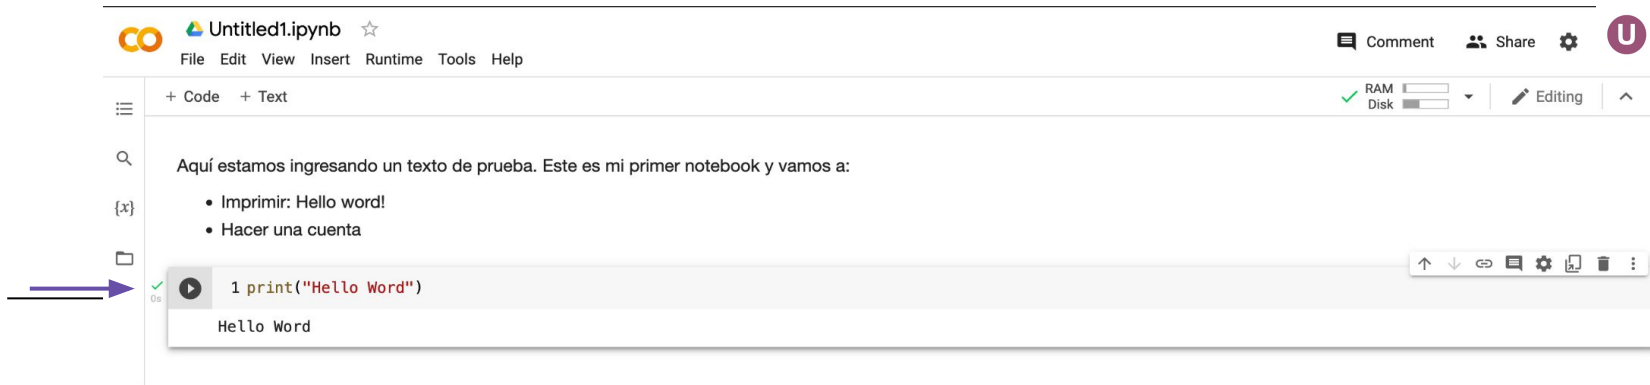 Untitled1.ipynb
File Edit View Insert Runtime Tools Help
Comment Share U
+ Code + Text
RAM
Disk
Editing
Aquí estamos ingresando un texto de prueba. Este es mi primer notebook y vamos a:
• Imprimir: Hello word!
• Hacer una cuenta
{x}
0s
1 print("Hello Word")
Hello Word